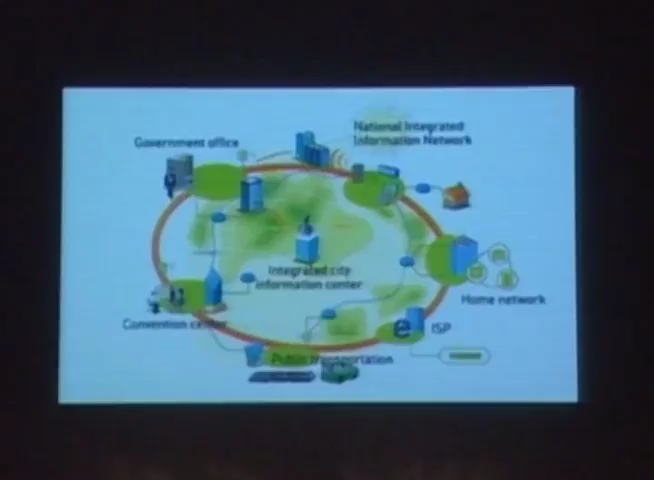 Government office
National Integrated
Information Network
Integrated city
information center
Home network
Convention center
ISP
Public transportation